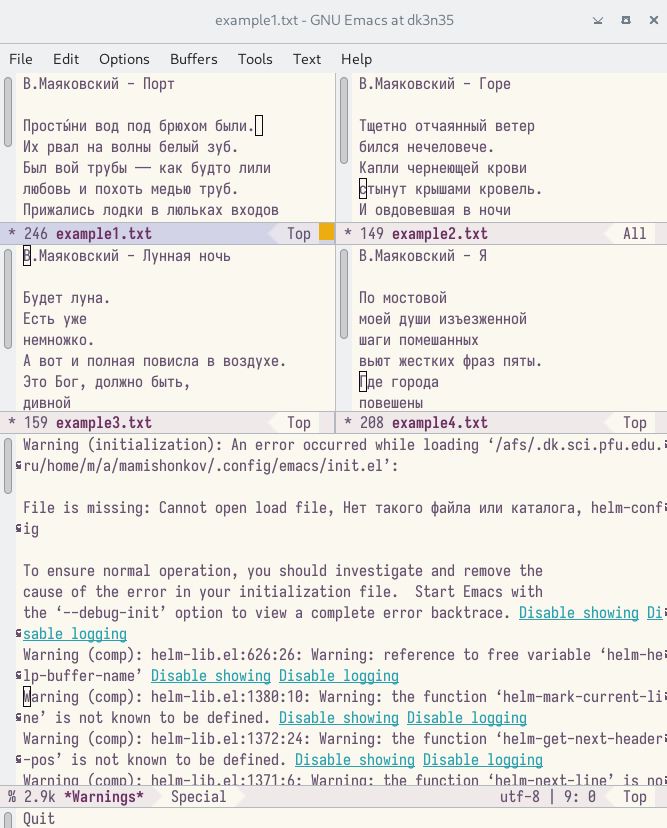 example1.txt - GNU Emacs at dk3n35
File Edit Options Buffers Tools Text Help
В.Маяковский - Порт
Просты́ни вод под брюхом были.
Их рвал на волны белый зуб.
Был вой трубы — как будто лили
любовь и похоть медью труб.
Прижались лодки в люльках входов
* 246 example1.txt Top
В.Маяковский - Горе
Тщетно отчаянный ветер
бился нечеловече.
Капли чернеющей крови
стынут крышами кровель.
И овдовевшая в ночи
* 149 example2.txt All
В.Маяковский - Лунная ночь
Будет луна.
Есть уже
немножко.
А вот и полная повисла в воздухе.
Это Бог, должно быть,
дивной
* 159 example3.txt Top
В.Маяковский - Я
По мостовой
моей души изъезженной
шаги помешанных
вьют жестких фраз пяты.
Где города
повешены
* 208 example4.txt Top
Warning (initialization): An error occurred while loading ‘/afs/.dk.sci.pfu.edu.
ru/home/m/a/mamishonkov/.config/emacs/init.el’:
File is missing: Cannot open load file, Нет такого файла или каталога, helm-conf
ig
To ensure normal operation, you should investigate and remove the
cause of the error in your initialization file.  Start Emacs with
the ‘--debug-init’ option to view a complete error backtrace. Disable showing Di
sable logging
Warning (comp): helm-lib.el:626:26: Warning: reference to free variable ‘helm-he
lp-buffer-name’ Disable showing Disable logging
Warning (comp): helm-lib.el:1380:10: Warning: the function ‘helm-mark-current-li
ne’ is not known to be defined. Disable showing Disable logging
Warning (comp): helm-lib.el:1372:24: Warning: the function ‘helm-get-next-header
-pos’ is not known to be defined. Disable showing Disable logging
Warning (comp): helm-lib.el:1371:6: Warning: the function ‘helm-next-line’ is no
% 2.9k *Warnings* Special utf-8 | 9: 0 Top
Quit